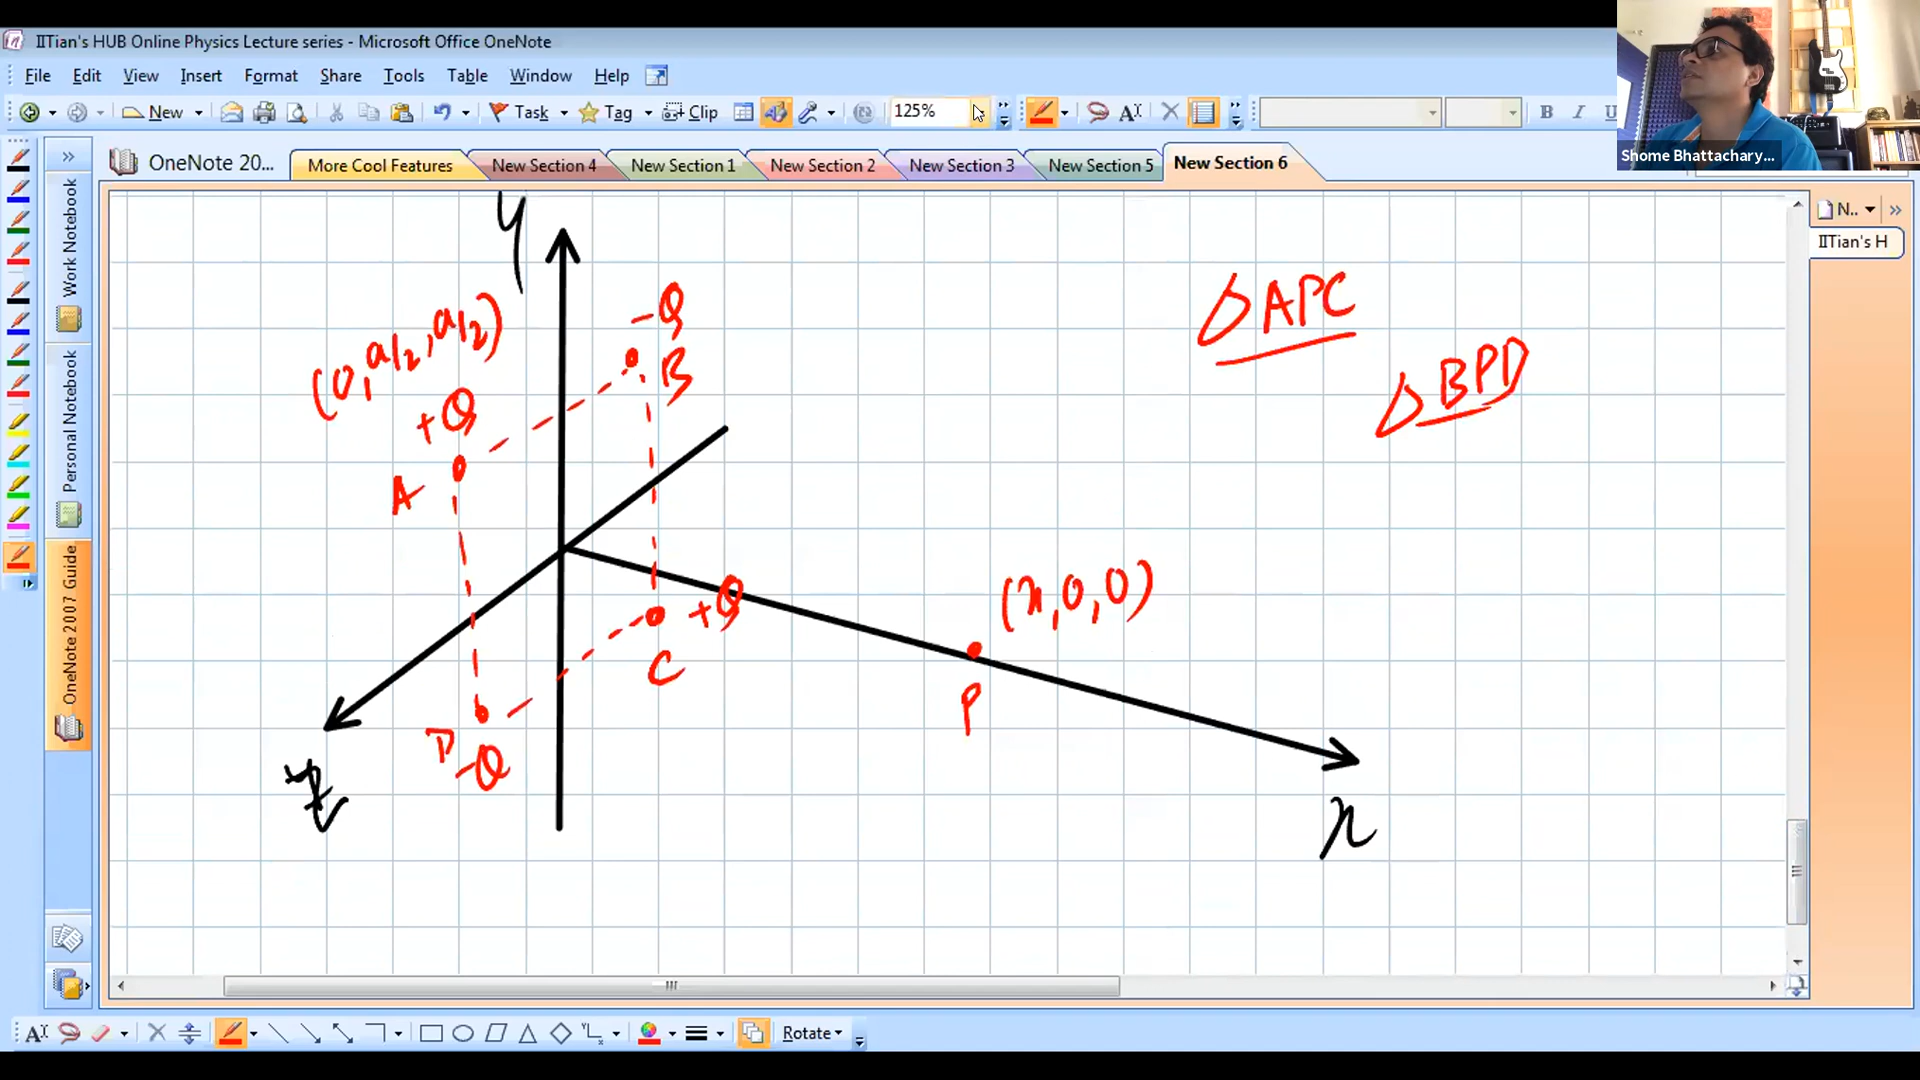 IITian's HUB Online Physics Lecture series - Microsoft Office OneNote
File Edit View Insert Format Share Tools Table Window Help
New Task Tag Clip 125% A B I U
Shome Bhattachary...
OneNote 20... More Cool Features New Section 4 New Section 1 New Section 2 New Section 3 New Section 5 New Section 6
N..
IITian's H
Work Notebook
Personal Notebook
OneNote 2007 Guide
y
(0, a/2, a/2)
-Q
B
+Q
A
△APC
△BPD
(x, 0, 0)
+Q
C
P
D
-Q
z
x
A Rotate